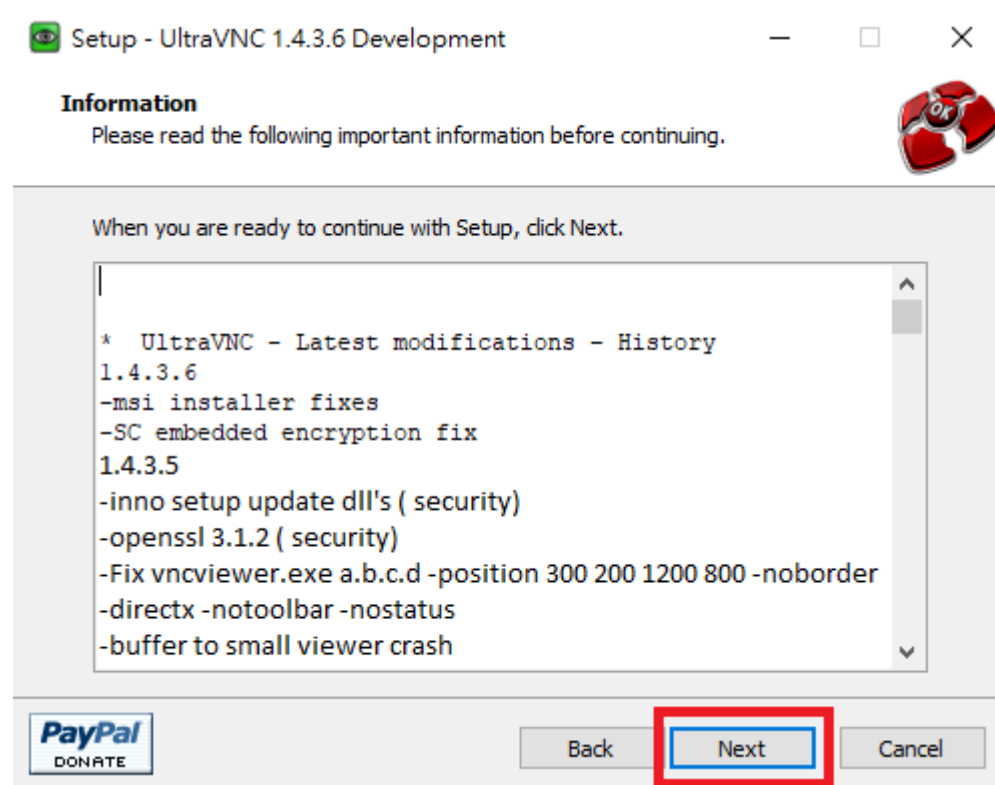 Setup - UltraVNC 1.4.3.6 Development
Information
Please read the following important information before continuing.
OK
When you are ready to continue with Setup, click Next.
* UltraVNC - Latest modifications - History
1.4.3.6
-msi installer fixes
-SC embedded encryption fix
1.4.3.5
-inno setup update dll's ( security)
-openssl 3.1.2 ( security)
-Fix vncviewer.exe a.b.c.d -position 300 200 1200 800 -noborder
-directx -notoolbar -nostatus
-buffer to small viewer crash
PayPal
DONATE
Back
Next
Cancel